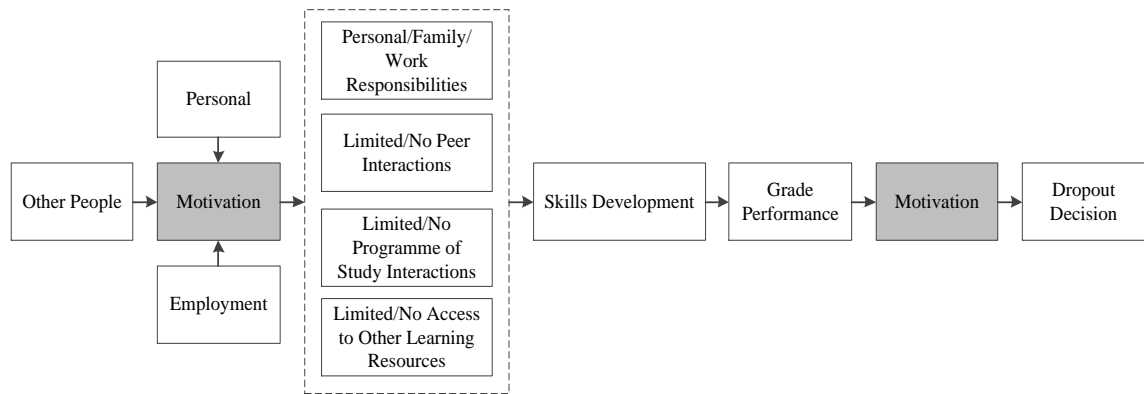 Personal/Family/
Work
Responsibilities
Personal
Limited/No Peer
Interactions
Other People
Motivation
Skills Development
Grade
Performance
Motivation
Dropout
Decision
Limited/No
Programme of
Study Interactions
Employment
Limited/No Access
to Other Learning
Resources